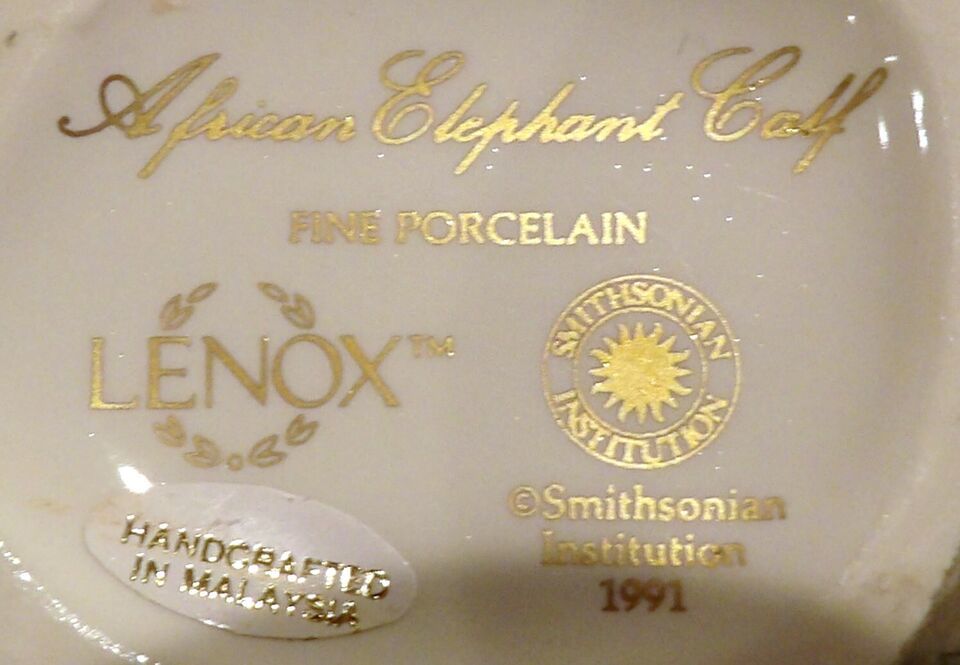 African Elephant Calf
FINE PORCELAIN
LENOX™
SMITHSONIAN
INSTITUTION
©Smithsonian
Institution
1991
HANDCRAFTED
IN MALAYSIA